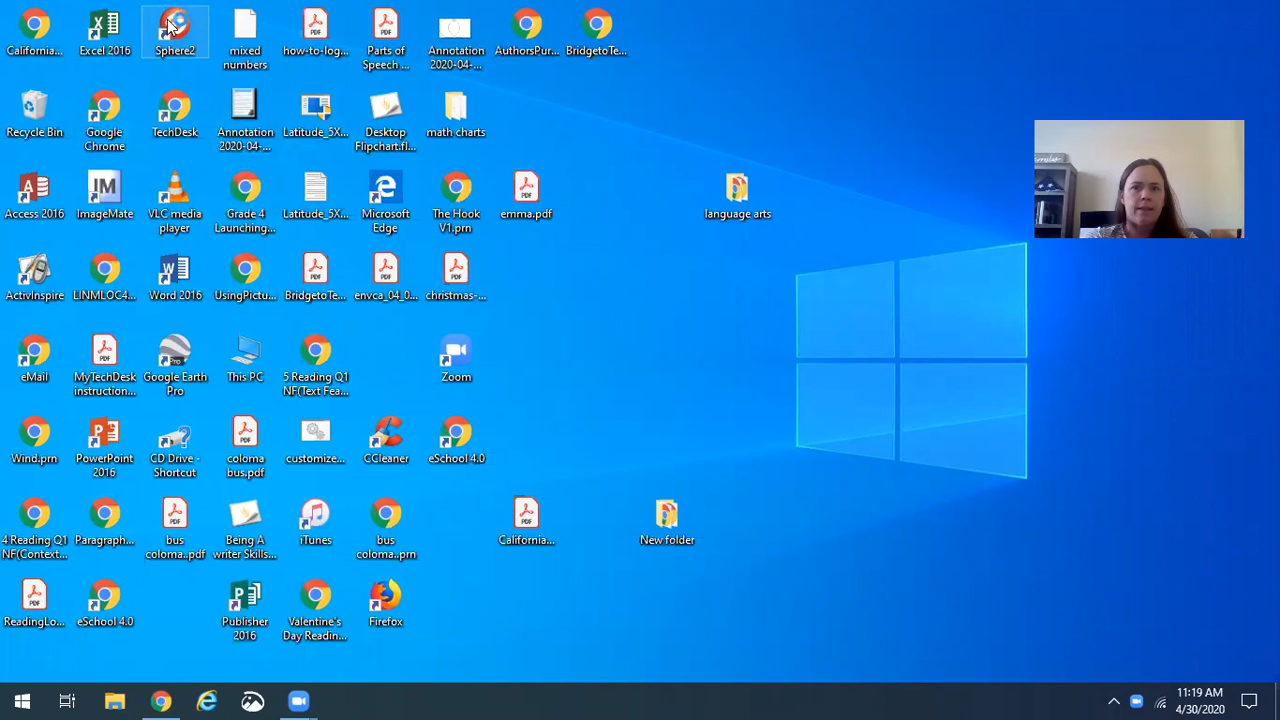 California...
Excel 2016
Sphere2
mixed
numbers
how-to-log...
Parts of
Speech ...
Annotation
2020-04-...
AuthorsPur...
BridgetoTe...
Recycle Bin
Google
Chrome
TechDesk
Annotation
2020-04-...
Latitude_5X...
Desktop
Flipchart.fl...
math charts
Access 2016
ImageMate
VLC media
player
Grade 4
Launching...
Latitude_5X...
Microsoft
Edge
The Hook
V1.prn
emma.pdf
language arts
ActivInspire
LINMLOC4...
Word 2016
UsingPictu...
BridgetoTe...
envca_04_0...
christmas-...
eMail
MyTechDesk
instruction...
Google Earth
Pro
This PC
5 Reading Q1
NF(Text Fea...
Zoom
Wind.prn
PowerPoint
2016
CD Drive -
Shortcut
coloma
bus.pdf
customize...
CCleaner
eSchool 4.0
4 Reading Q1
NF(Context...
Paragraph...
bus
coloma..pdf
Being A
writer Skills...
iTunes
bus
coloma..prn
California...
New folder
ReadingLo...
eSchool 4.0
Publisher
2016
Valentine's
Day Readin...
Firefox
11:19 AM
4/30/2020